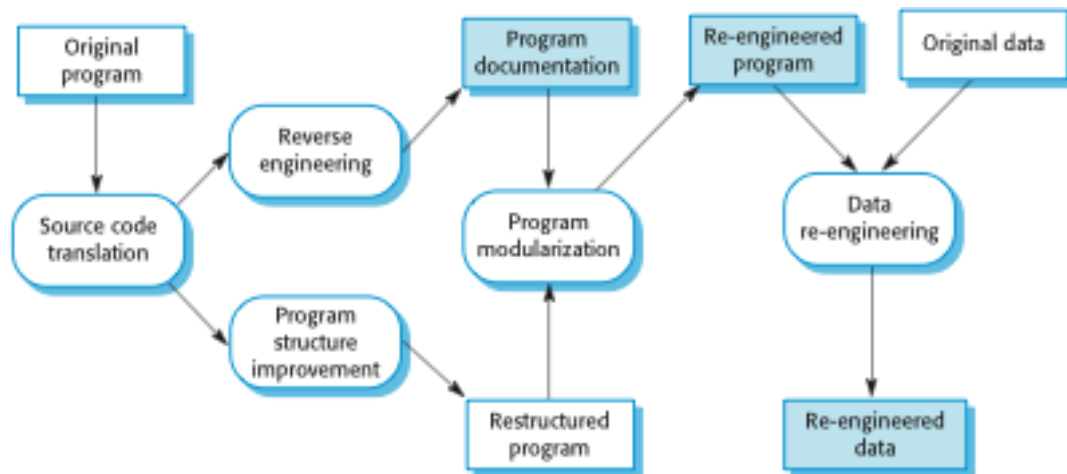 Original
program
Program
documentation
Re-engineered
program
Original data
Reverse
engineering
Source code
translation
Program
modularization
Data
re-engineering
Program
structure
improvement
Restructured
program
Re-engineered
data